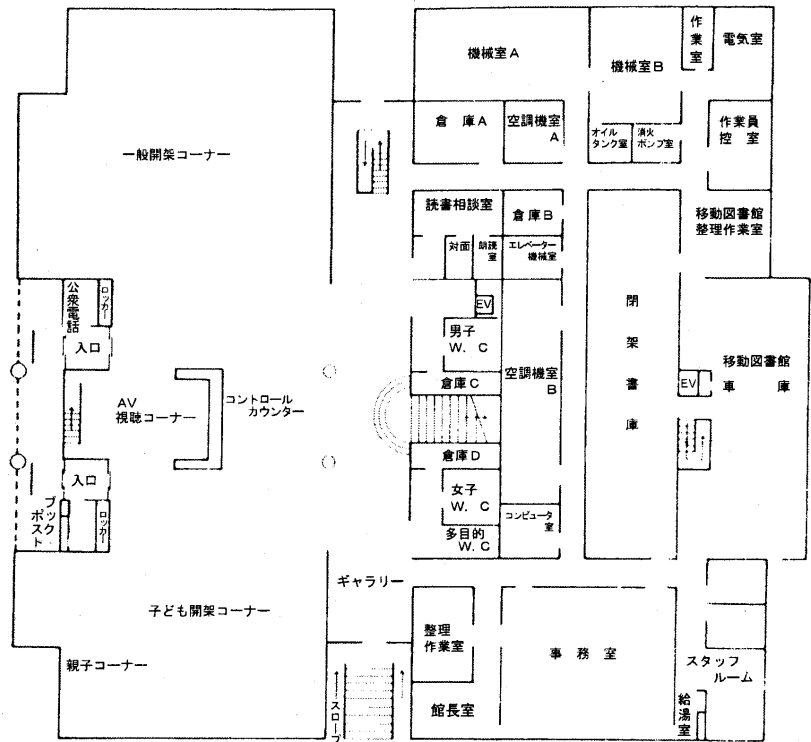 機械室A
機械室B
作業室
電気室
倉庫A
空調機室
A
オイル
タンク室
消火
ポンプ室
作業員
控室
一般開架コーナー
読書相談室
倉庫B
移動図書館
整理作業室
対面
朗読
室
エレベーター
機械室
公衆電話
ロッカー
EV
入口
男子
W.C
閉架書庫
空調機室
B
移動図書館
車庫
EV
倉庫C
AV
視聴コーナー
コントロール
カウンター
倉庫D
入口
女子
W.C
ブック
ポスト
ロッカー
コンピュータ
室
多目的
W.C
ギャラリー
子ども開架コーナー
整理
作業室
事務室
スタッフ
ルーム
親子コーナー
スロープ
館長室
給湯室